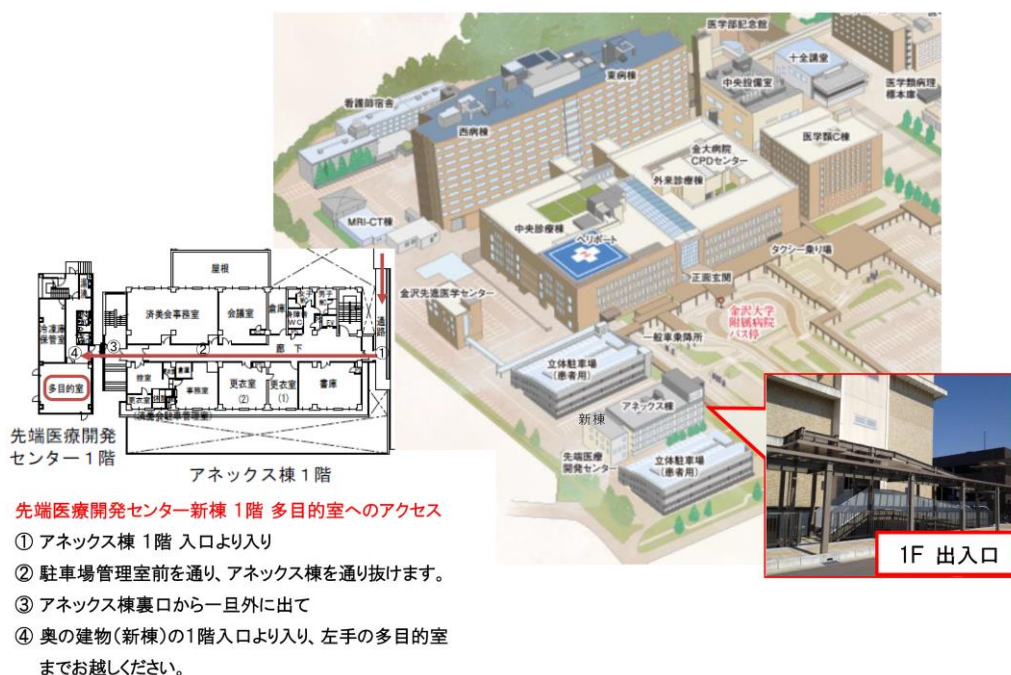 医学部記念館
東病棟
十全講堂
中央設備室
医学類病理
標本庫
看護師宿舎
西病棟
医学類C棟
金大病院
CPDセンター
外来診療棟
MRI-CT棟
中央診療棟
ヘリポート
タクシー乗り場
正面玄関
金沢先進医学センター
金沢大学
附属病院
バス停
一般車乗降所
立体駐車場
(患者用)
アネックス棟
新棟
先端医療
開発センター
立体駐車場
(患者用)
1F 出入口
屋根
済美会事務室
会議室
倉庫
女子
男子
WC
EV
通路
冷凍庫
保管室
④
③
②
廊 下
①
多目的室
控室
事務室
更衣室
更衣室
(2)
更衣室
(1)
書庫
(済美会駐車管理室)
先端医療開発
センター1階
アネックス棟1階
先端医療開発センター新棟 1階 多目的室へのアクセス
① アネックス棟 1階 入口より入り
② 駐車場管理室前を通り、アネックス棟を通り抜けます。
③ アネックス棟裏口から一旦外に出て
④ 奥の建物(新棟)の1階入口より入り、左手の多目的室
までお越しください。